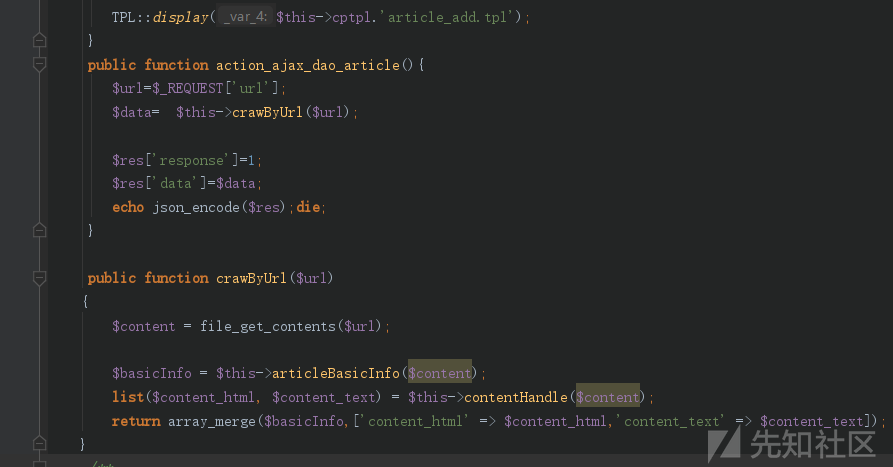 TPL::display( _var_4: $this->cptpl.'article_add.tpl');
}
public function action_ajax_dao_article(){
$url=$_REQUEST['url'];
$data=  $this->crawByUrl($url);
$res['response']=1;
$res['data']=$data;
echo json_encode($res);die;
}
public function crawByUrl($url)
{
$content = file_get_contents($url);
$basicInfo = $this->articleBasicInfo($content);
list($content_html, $content_text) = $this->contentHandle($content);
return array_merge($basicInfo,['content_html' => $content_html,'content_text' => $content_text]);
}
/**
先知社区